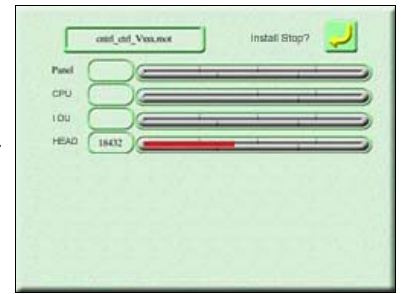 cntrl_ctrl_Vxxx.mot Install Stop?
Panel
CPU
I OU
HEAD 18432